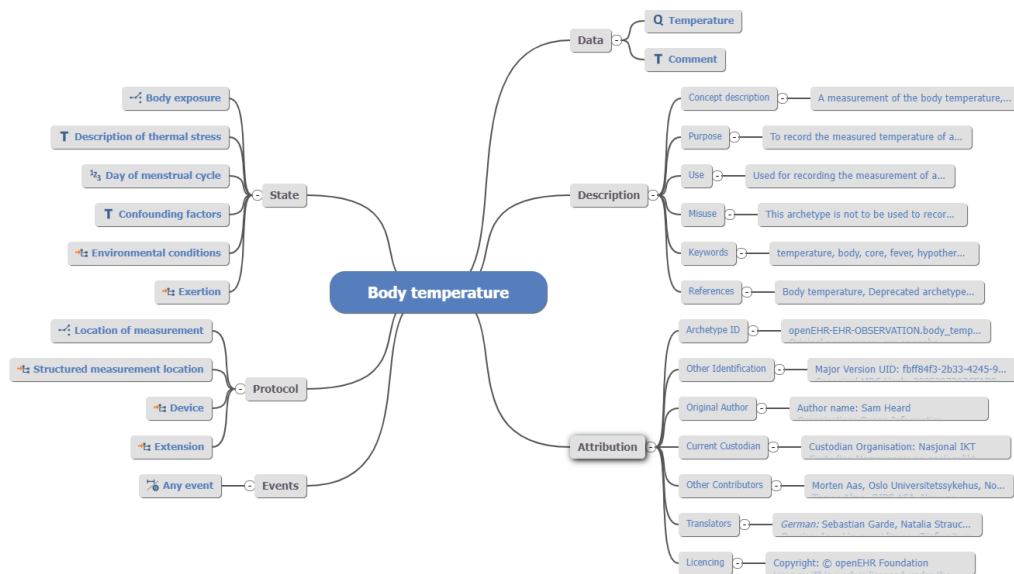 Body temperature
Data
Temperature
Comment
Description
Concept description
A measurement of the body temperature,...
Purpose
To record the measured temperature of a...
Use
Used for recording the measurement of a...
Misuse
This archetype is not to be used to recor...
Keywords
temperature, body, core, fever, hypother...
References
Body temperature, Deprecated archetype...
Attribution
Archetype ID
openEHR-EHR-OBSERVATION.body_temp...
Other Identification
Major Version UID: fbff84f3-2b33-4245-9...
Original Author
Author name: Sam Heard
Current Custodian
Custodian Organisation: Nasjonal IKT
Other Contributors
Morten Aas, Oslo Universitetssykehus, No...
Translators
German: Sebastian Garde, Natalia Strauc...
Licencing
Copyright: © openEHR Foundation
State
Body exposure
Description of thermal stress
Day of menstrual cycle
Confounding factors
Environmental conditions
Exertion
Protocol
Location of measurement
Structured measurement location
Device
Extension
Events
Any event